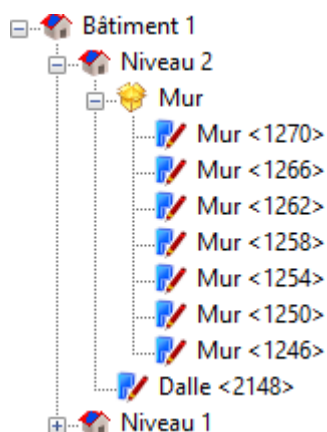 Bâtiment 1
Niveau 2
Mur
Mur <1270>
Mur <1266>
Mur <1262>
Mur <1258>
Mur <1254>
Mur <1250>
Mur <1246>
Dalle <2148>
Niveau 1